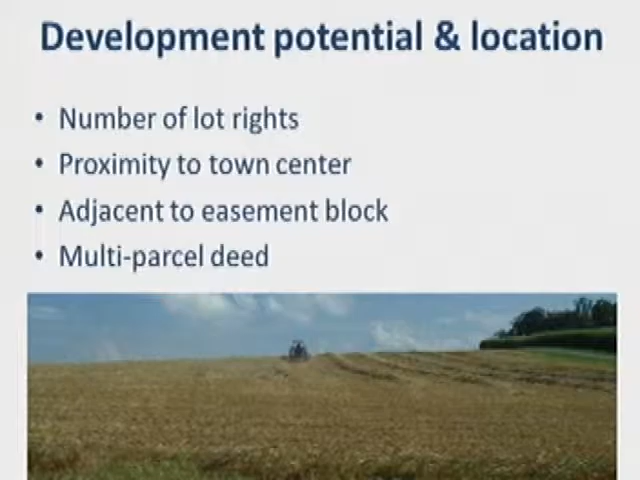 Development potential & location
• Number of lot rights
• Proximity to town center
• Adjacent to easement block
• Multi-parcel deed